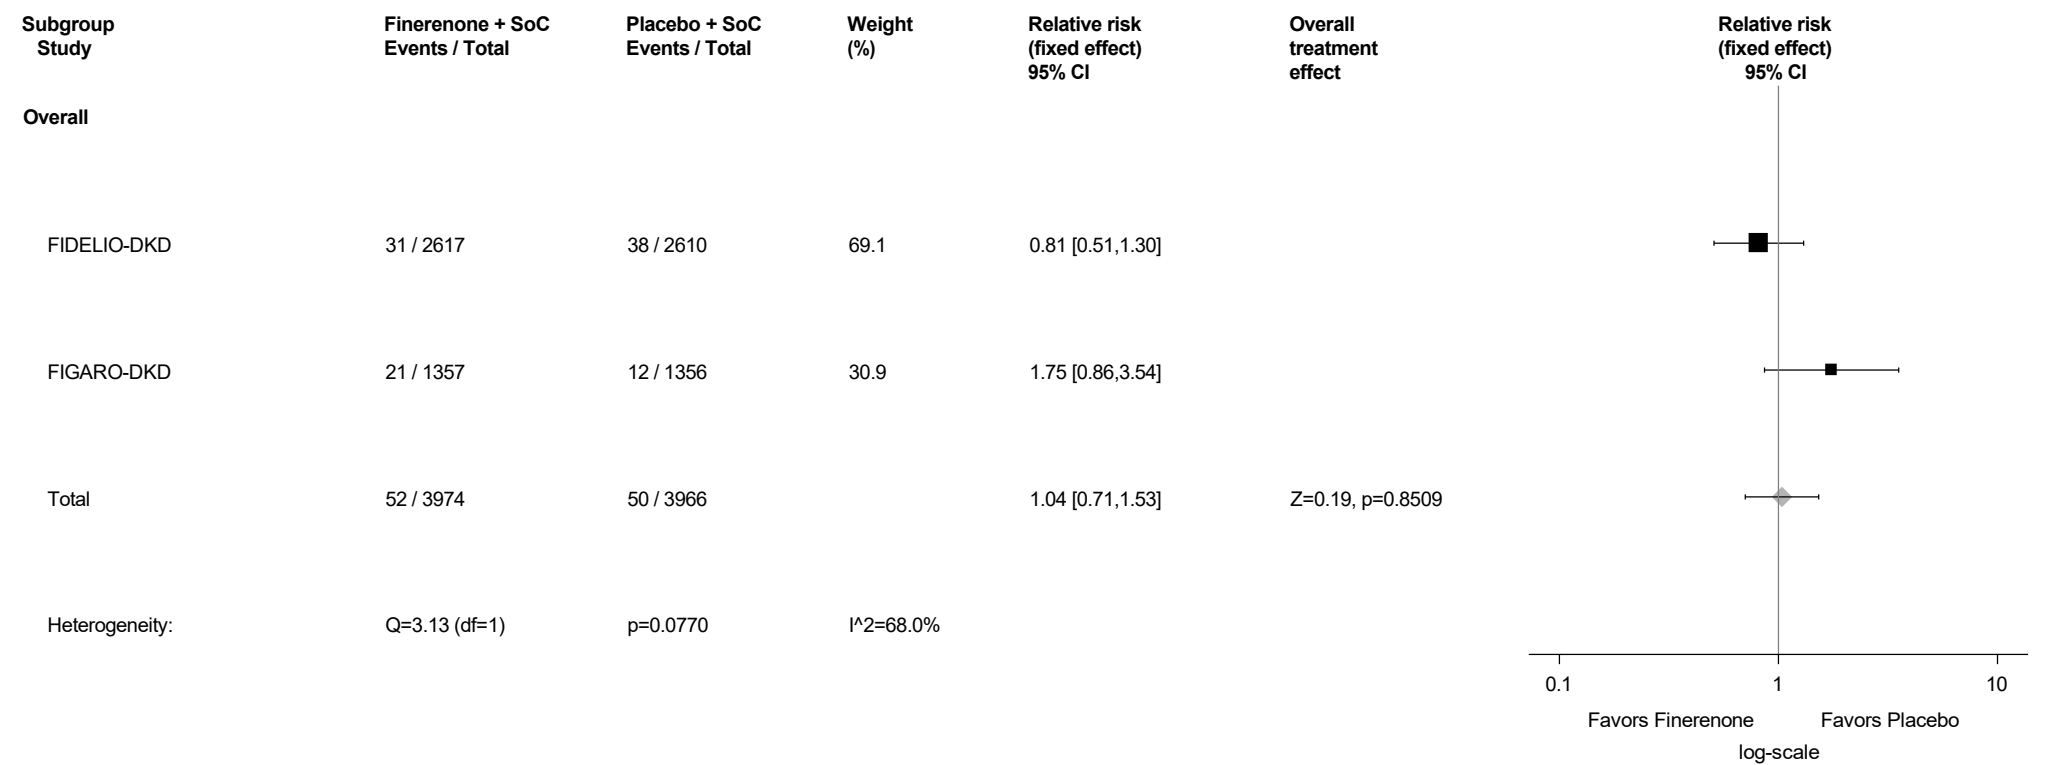 Subgroup Finerenone + SoC Placebo + SoC Weight Relative risk Overall Relative risk
Study Events / Total Events / Total (%) (fixed effect) treatment (fixed effect)
95% CI effect 95% CI
Overall
FIDELIO-DKD 31 / 2617 38 / 2610 69.1 0.81 [0.51,1.30]
FIGARO-DKD 21 / 1357 12 / 1356 30.9 1.75 [0.86,3.54]
Total 52 / 3974 50 / 3966 1.04 [0.71,1.53] Z=0.19, p=0.8509
Heterogeneity: Q=3.13 (df=1) p=0.0770 I^2=68.0%
0.1 1 10
Favors Finerenone Favors Placebo
log-scale